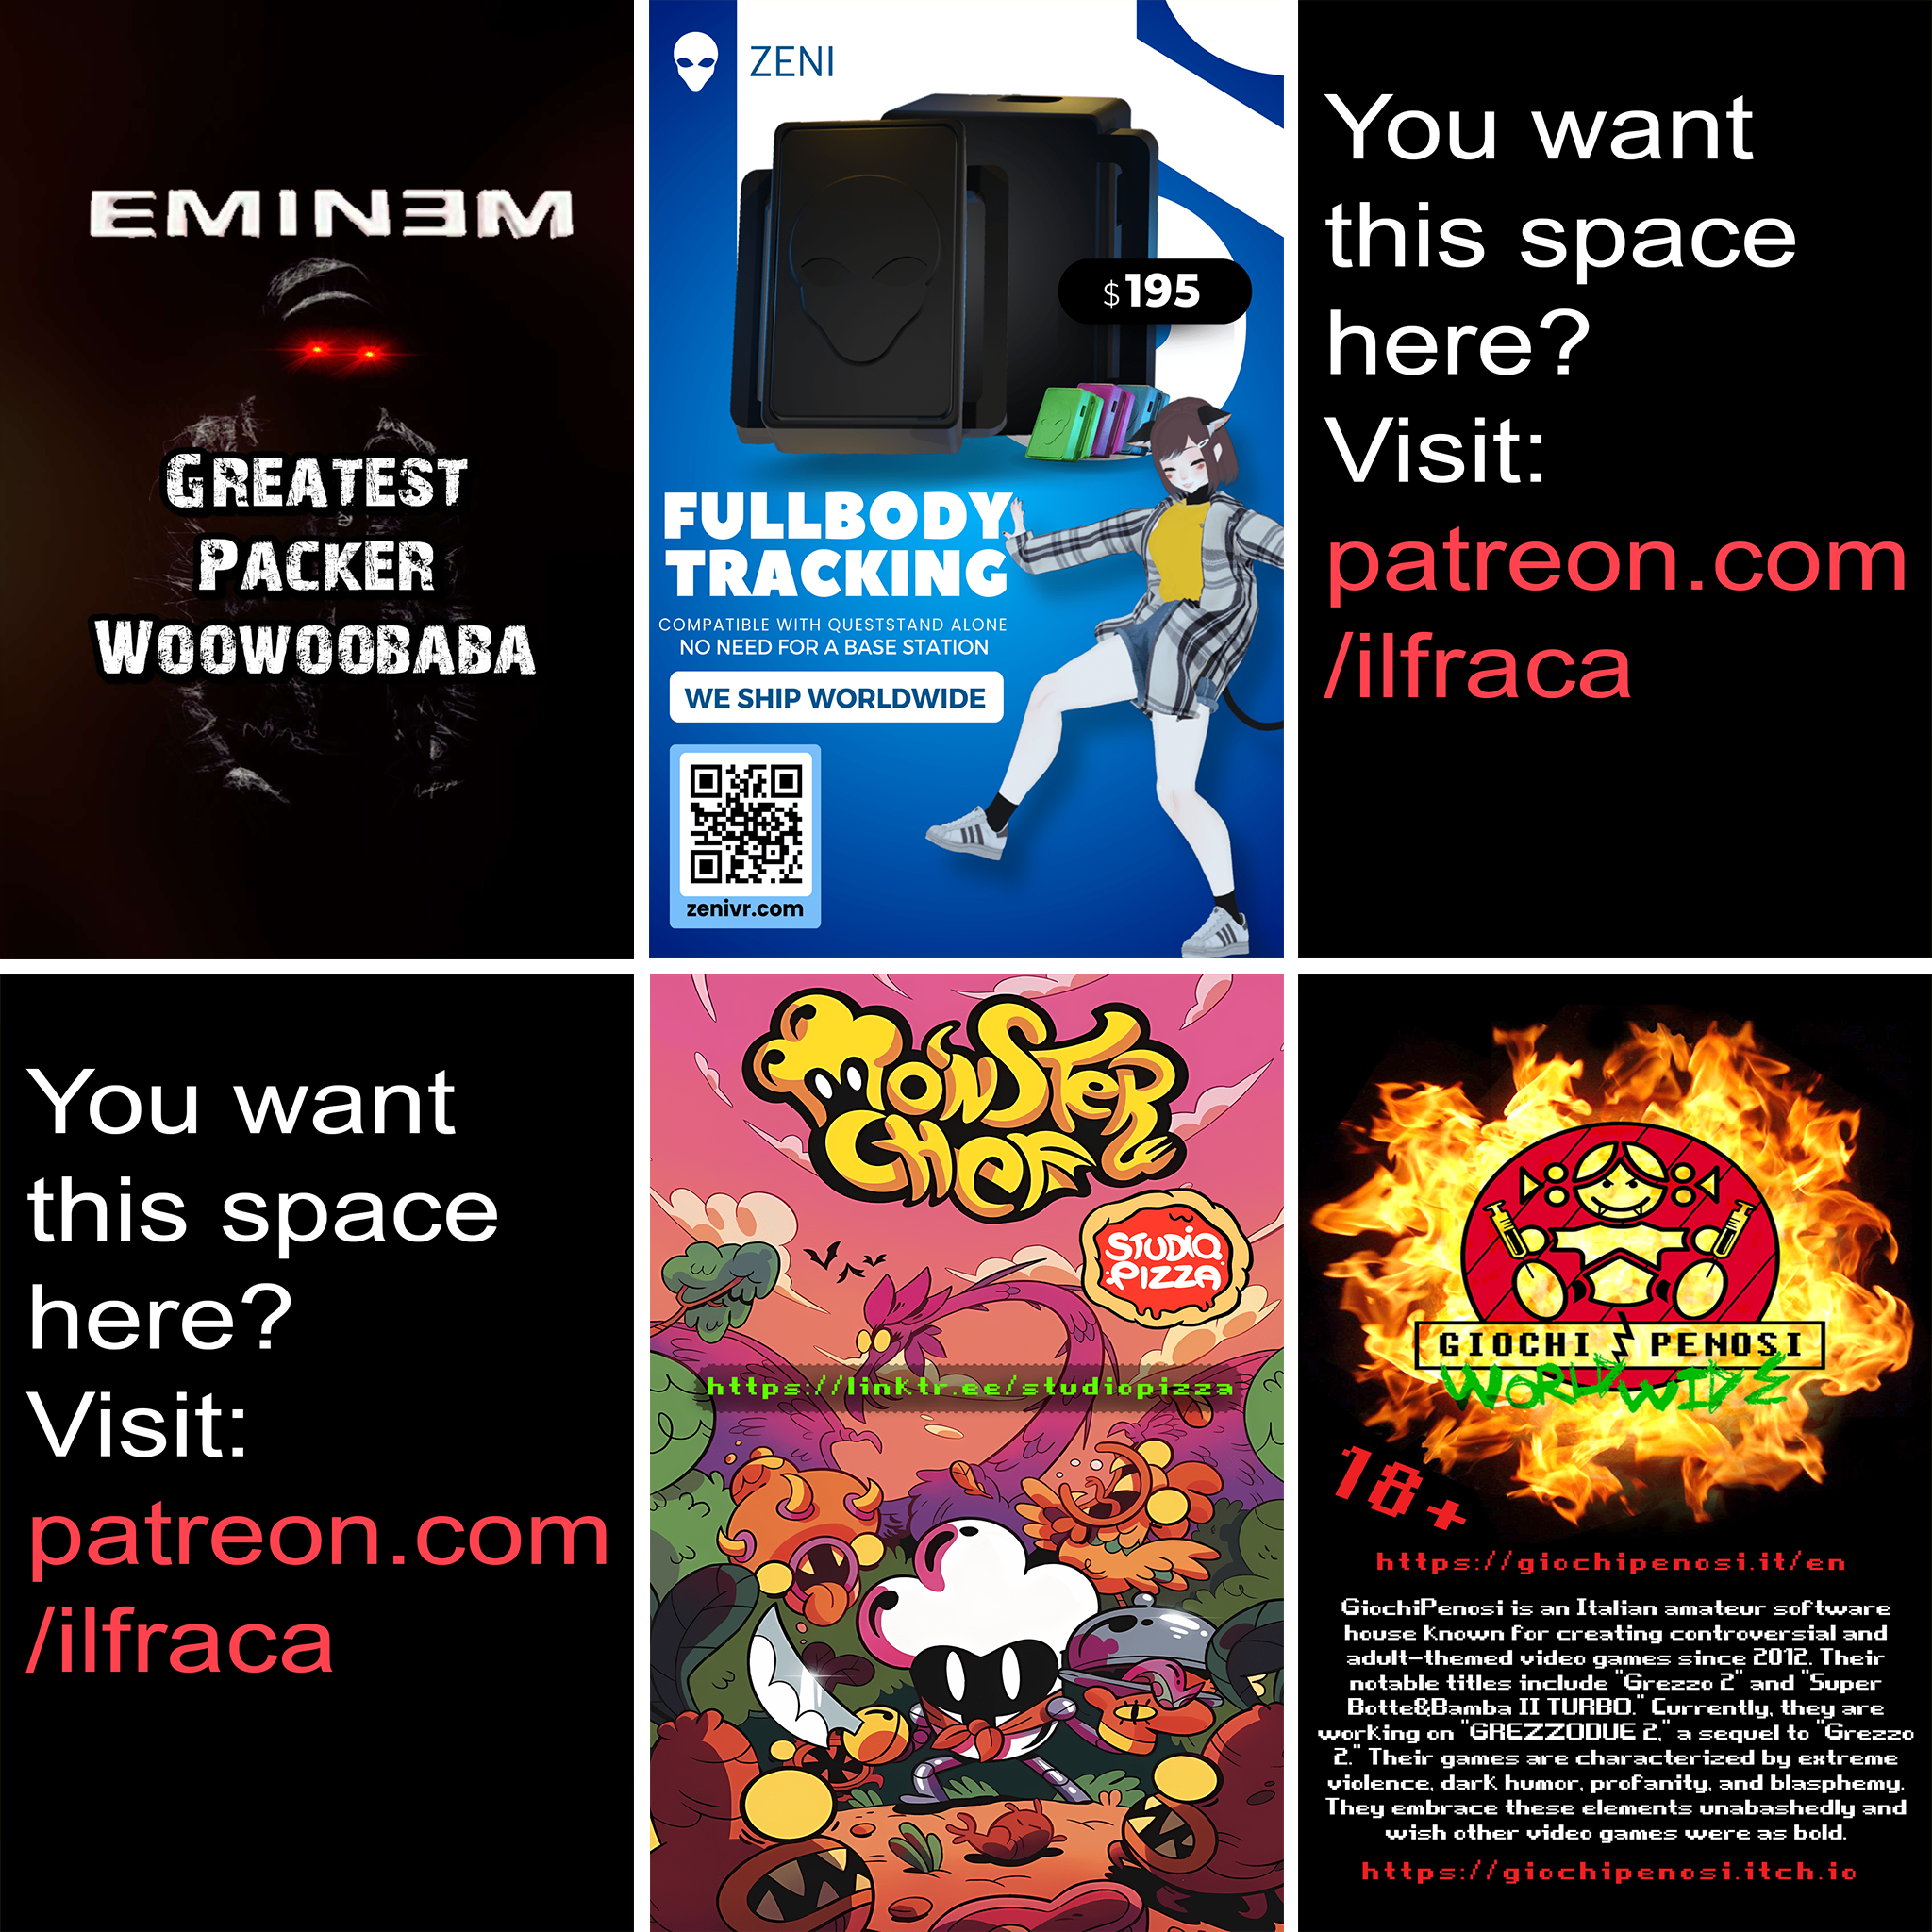 EMINƎM
GREATEST
PACKER
WOOWOOBABA
ZENI
$195
FULLBODY
TRACKING
COMPATIBLE WITH QUESTSTAND ALONE
NO NEED FOR A BASE STATION
WE SHIP WORLDWIDE
zenivr.com
You want
this space
here?
Visit:
patreon.com
/ilfraca
You want
this space
here?
Visit:
patreon.com
/ilfraca
MONSTER
CHEF
STUDIO
PIZZA
https://linktr.ee/studiopizza
GIOCHI PENOSI
WORLDWIDE
18+
https://giochipenosi.it/en
GiochiPenosi is an Italian amateur software
house known for creating controversial and
adult-themed video games since 2012. Their
notable titles include "Grezzo 2" and "Super
Botte&Bamba II TURBO." Currently, they are
working on "GREZZODUE 2," a sequel to "Grezzo
2." Their games are characterized by extreme
violence, dark humor, profanity, and blasphemy.
They embrace these elements unabashedly and
wish other video games were as bold.
https://giochipenosi.itch.io